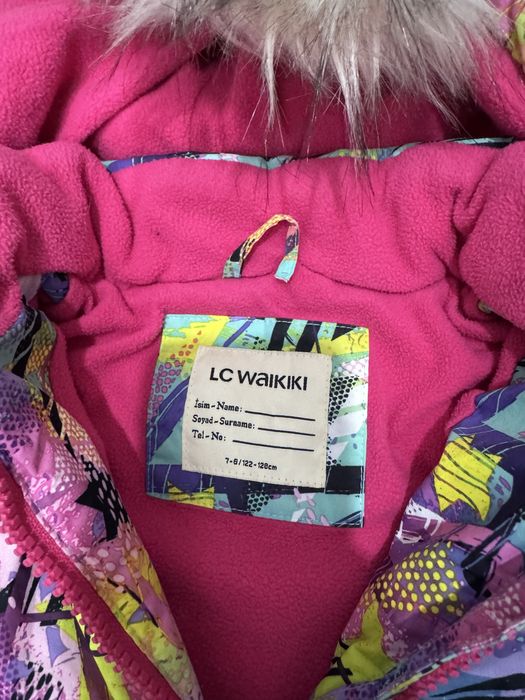 LC WAIKIKI
İsim-Name:
Soyad-Surname:
Tel-No:
7-8/122-128cm